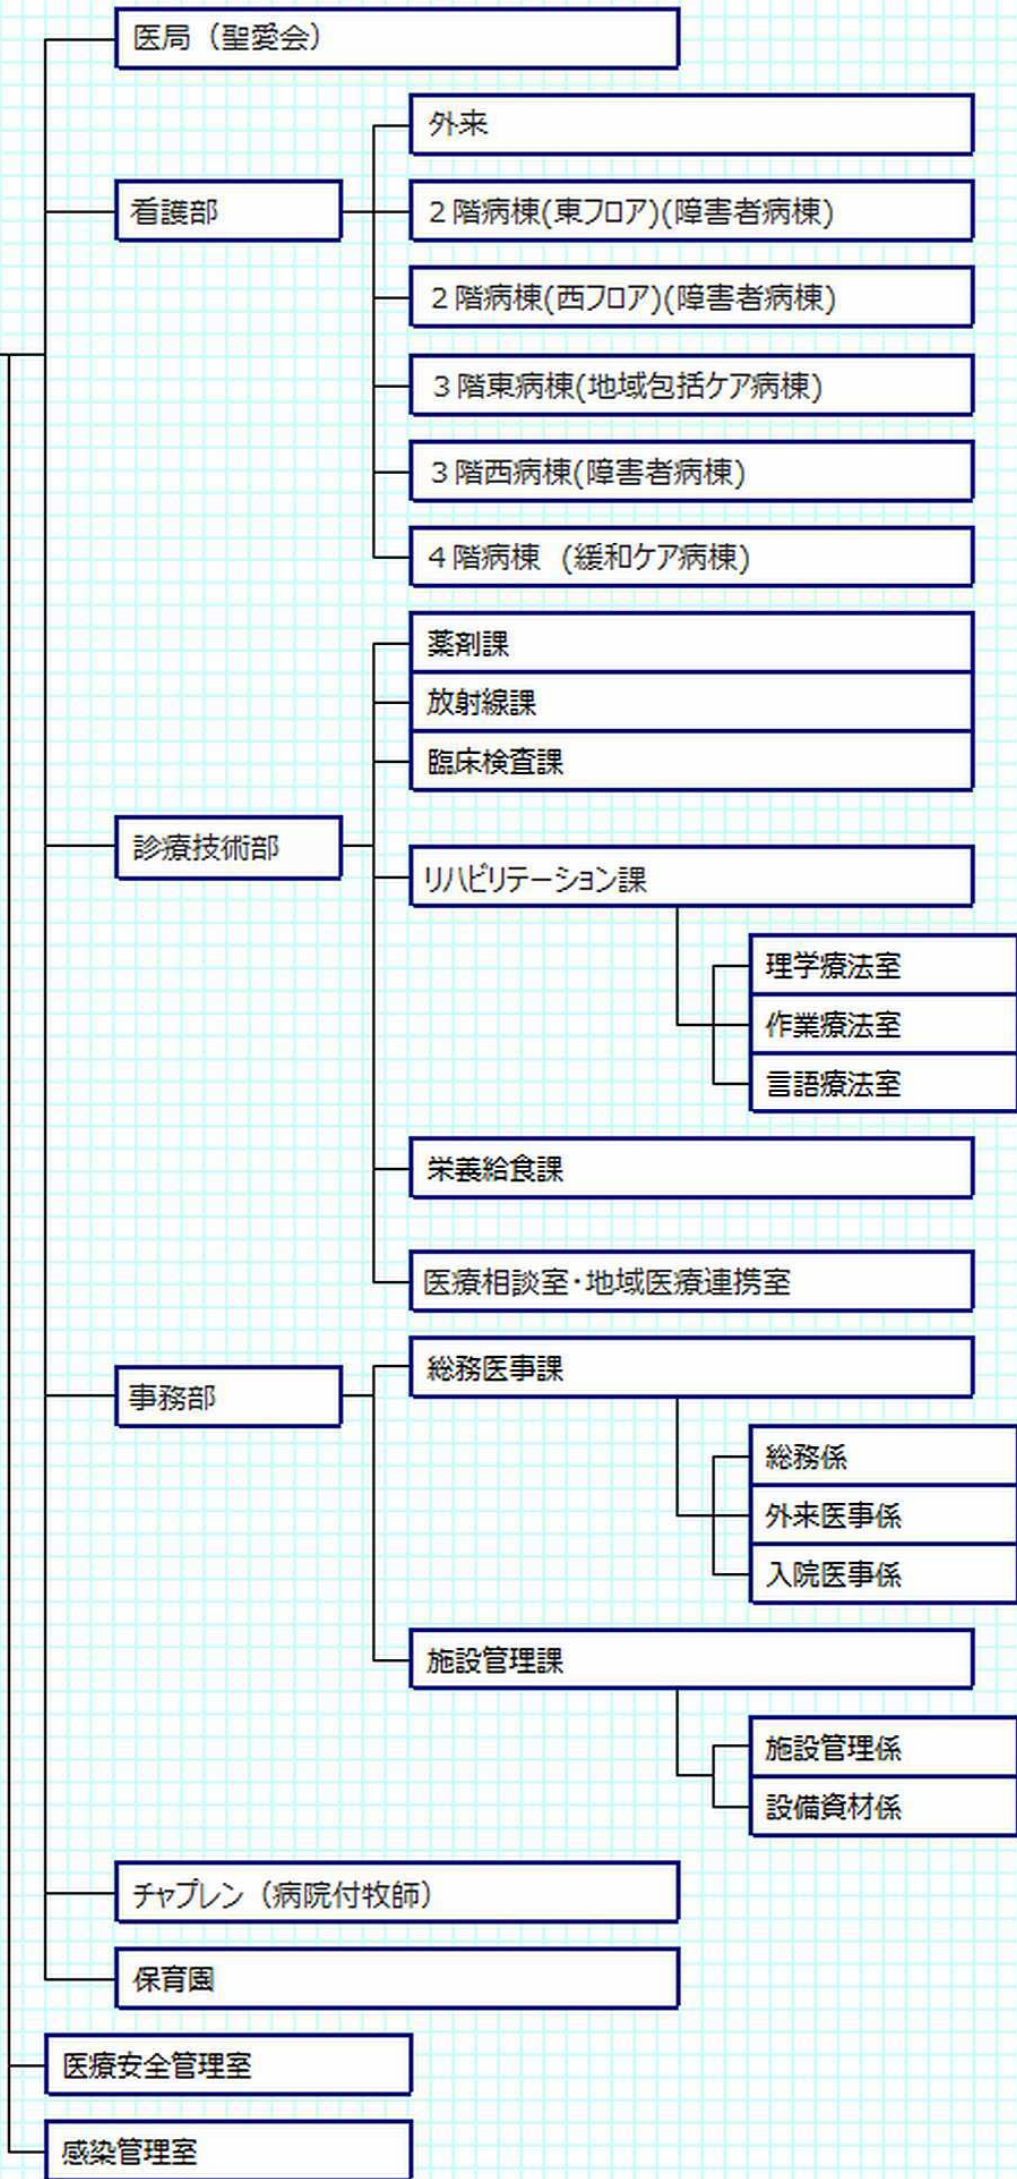 医局（聖愛会）
外来
看護部
２階病棟(東フロア)(障害者病棟)
２階病棟(西フロア)(障害者病棟)
３階東病棟(地域包括ケア病棟)
３階西病棟(障害者病棟)
４階病棟　(緩和ケア病棟)
薬剤課
放射線課
臨床検査課
診療技術部
リハビリテーション課
理学療法室
作業療法室
言語療法室
栄養給食課
医療相談室・地域医療連携室
総務医事課
事務部
総務係
外来医事係
入院医事係
施設管理課
施設管理係
設備資材係
チャプレン（病院付牧師）
保育園
医療安全管理室
感染管理室